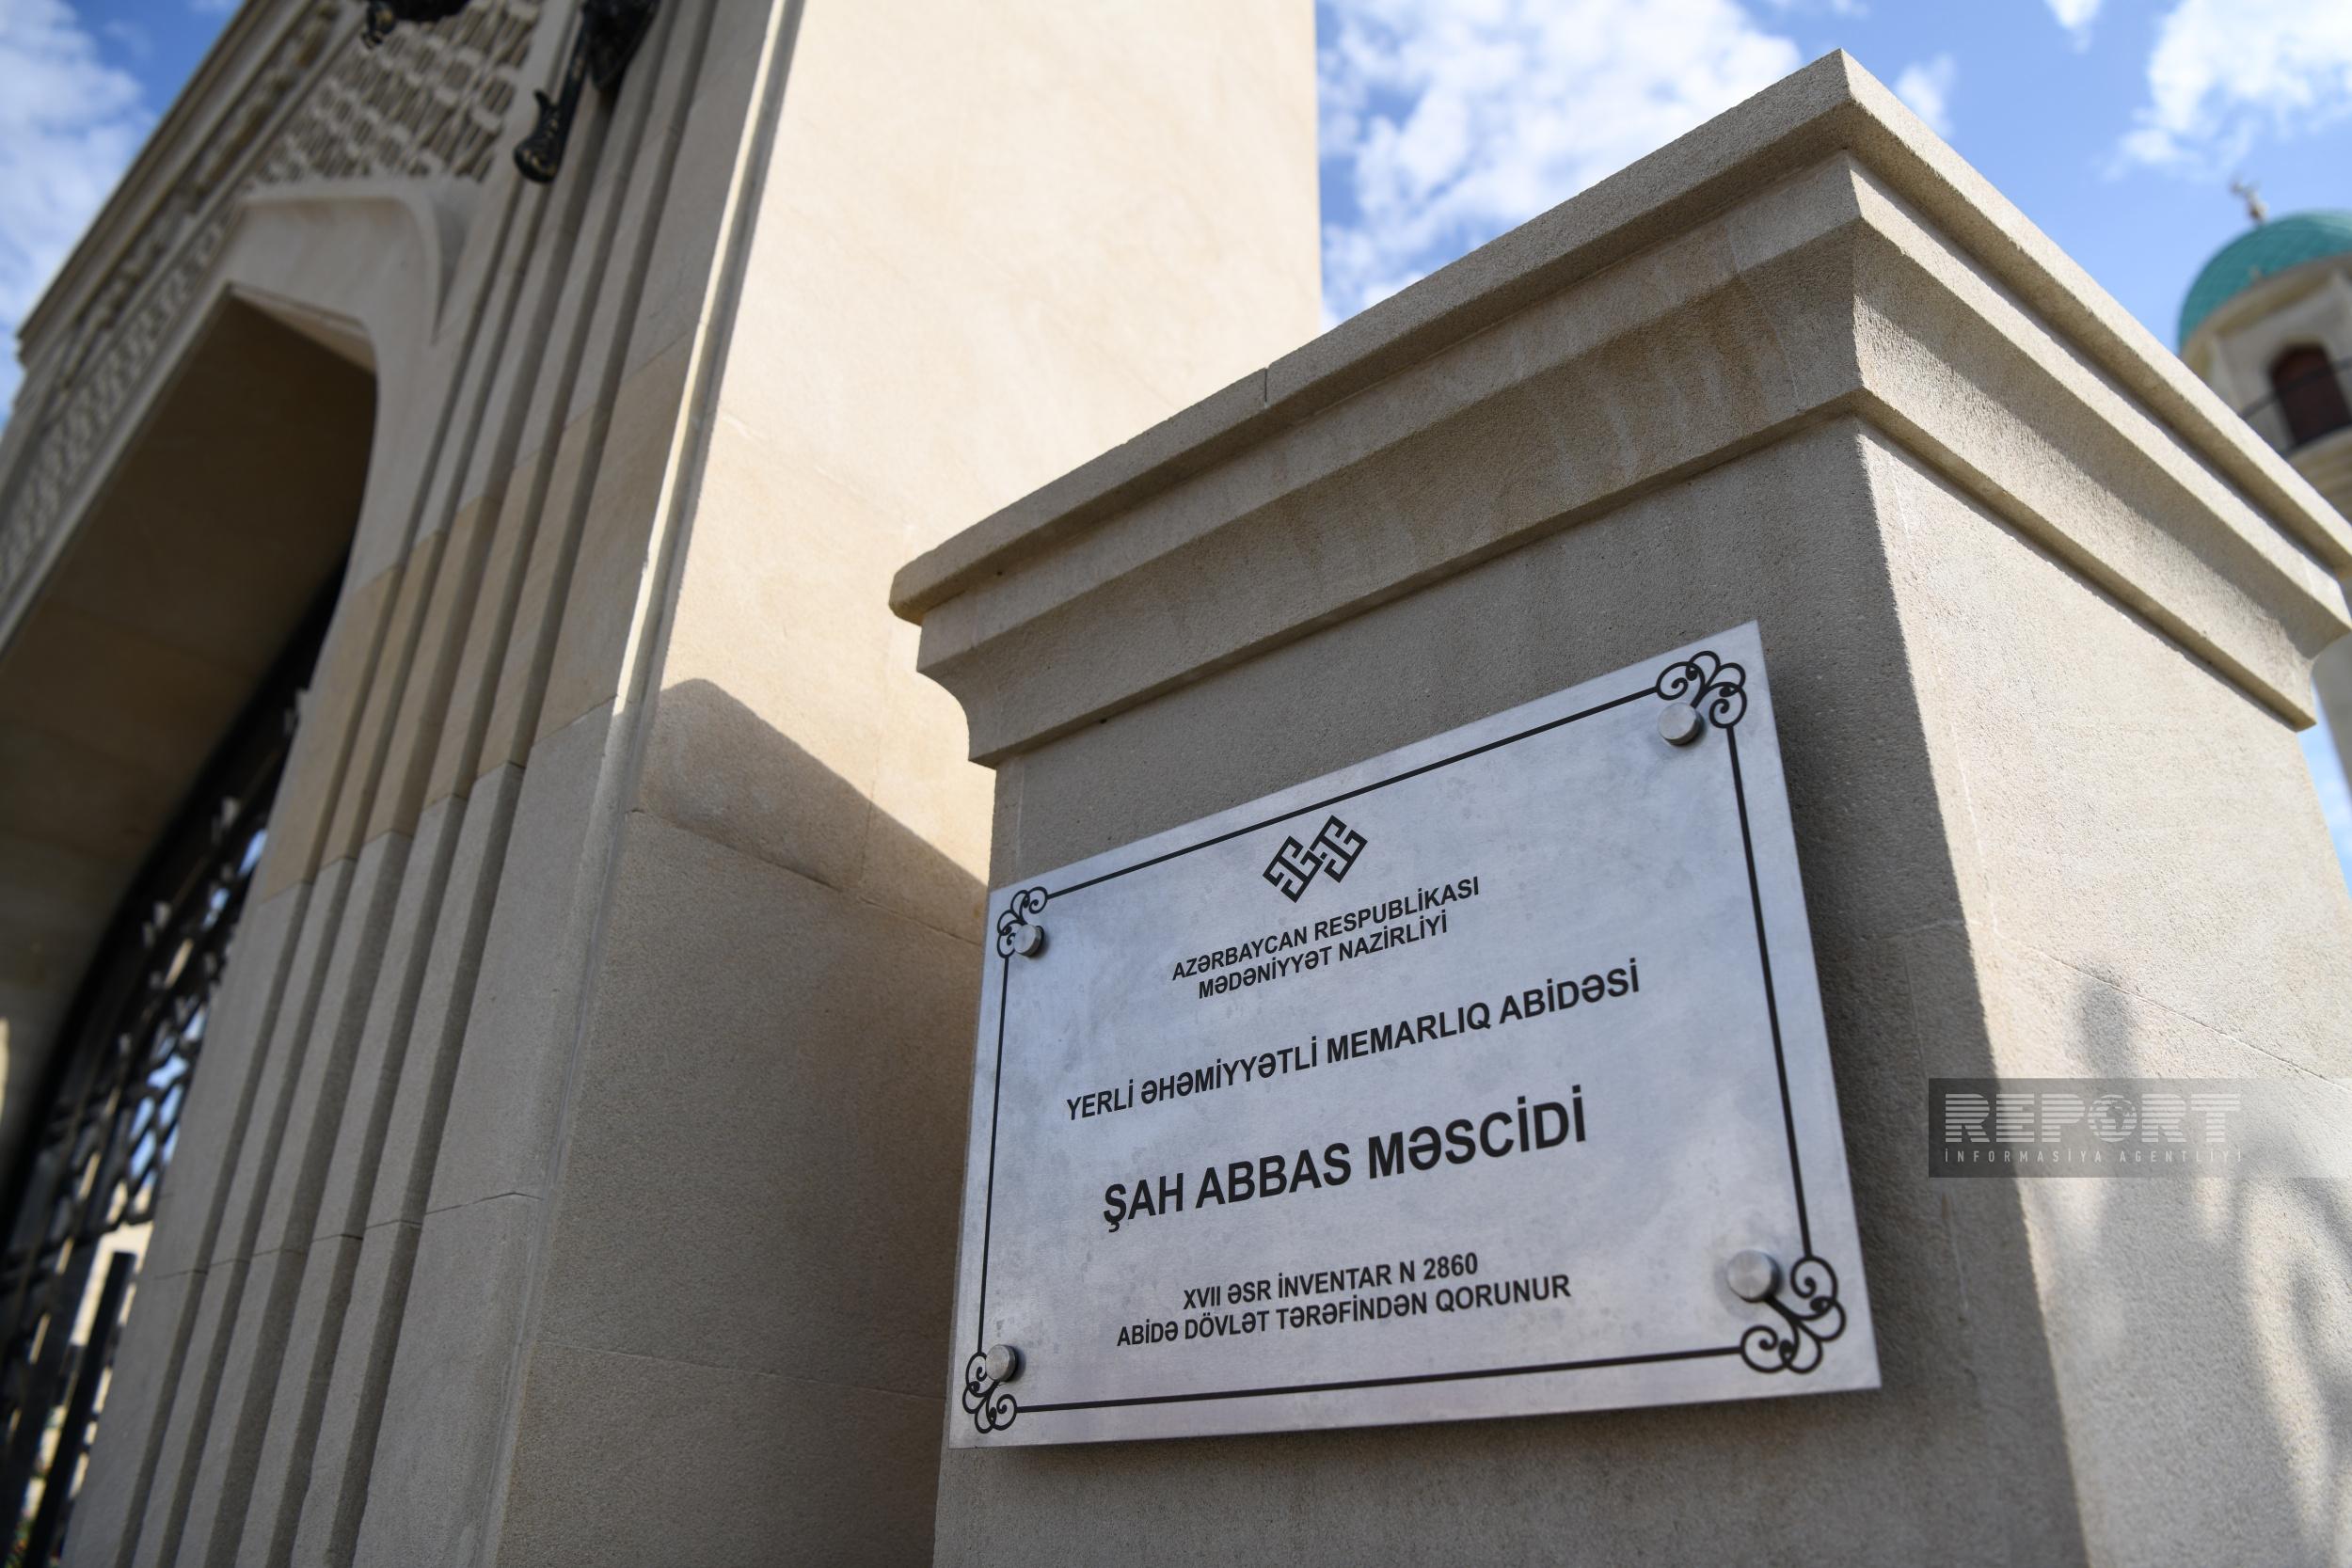 AZƏRBAYCAN RESPUBLİKASI
MƏDƏNİYYƏT NAZİRLİYİ
YERLİ ƏHƏMİYYƏTLİ MEMARLIQ ABİDƏSİ
ŞAH ABBAS MƏSCİDİ
XVII ƏSR İNVENTAR N 2860
ABİDƏ DÖVLƏT TƏRƏFİNDƏN QORUNUR
REPORT
İNFORMASİYA AGENTLİYİ